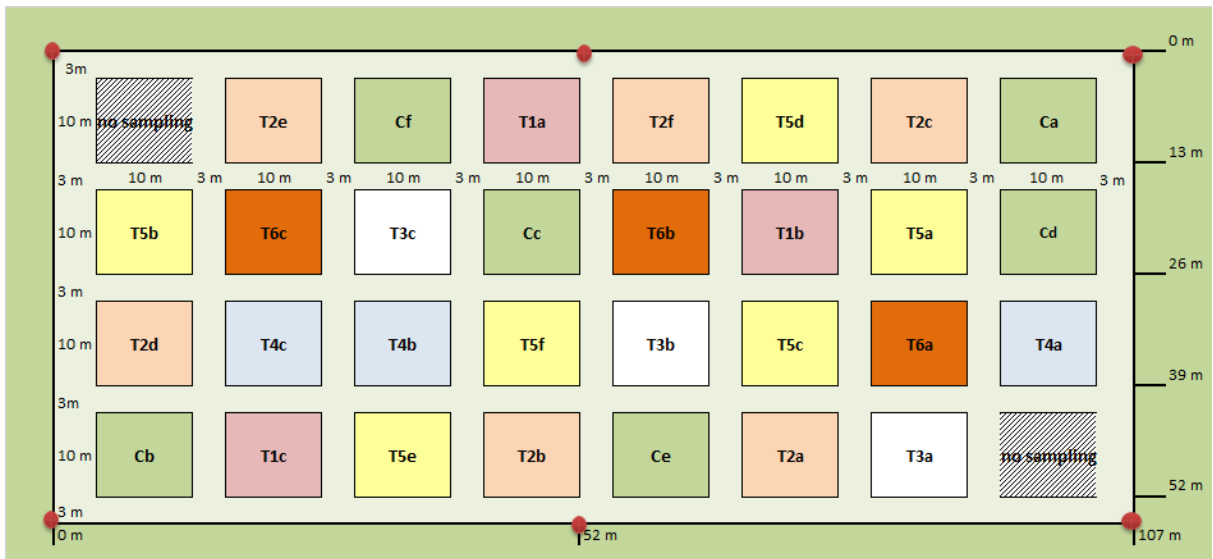 0 m
3m
10 m no sampling T2e Cf T1a T2f T5d T2c Ca
13 m
3 m 10 m 3 m 10 m 3 m 10 m 3 m 10 m 3 m 10 m 3 m 10 m 3 m 10 m 3 m 10 m 3 m
10 m T5b T6c T3c Cc T6b T1b T5a Cd
26 m
3 m
10 m T2d T4c T4b T5f T3b T5c T6a T4a
39 m
3m
10 m Cb T1c T5e T2b Ce T2a T3a no sampling
52 m
3 m
0 m 52 m 107 m